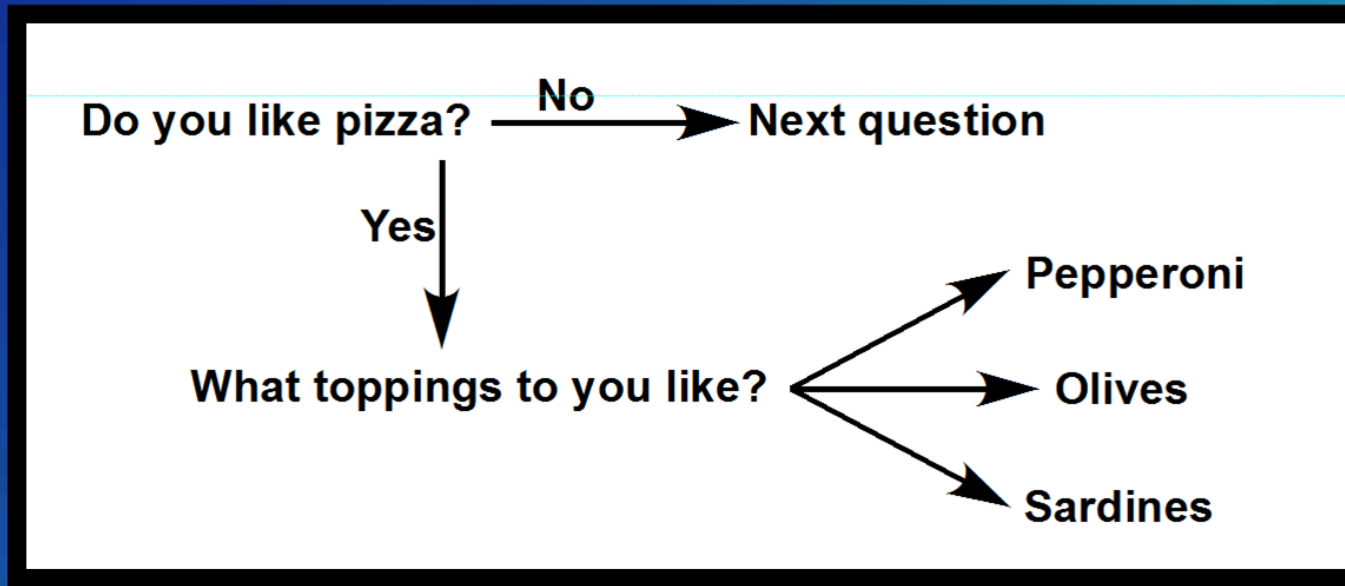 No
Do you like pizza? Next question
Yes
Pepperoni
What toppings to you like? Olives
Sardines